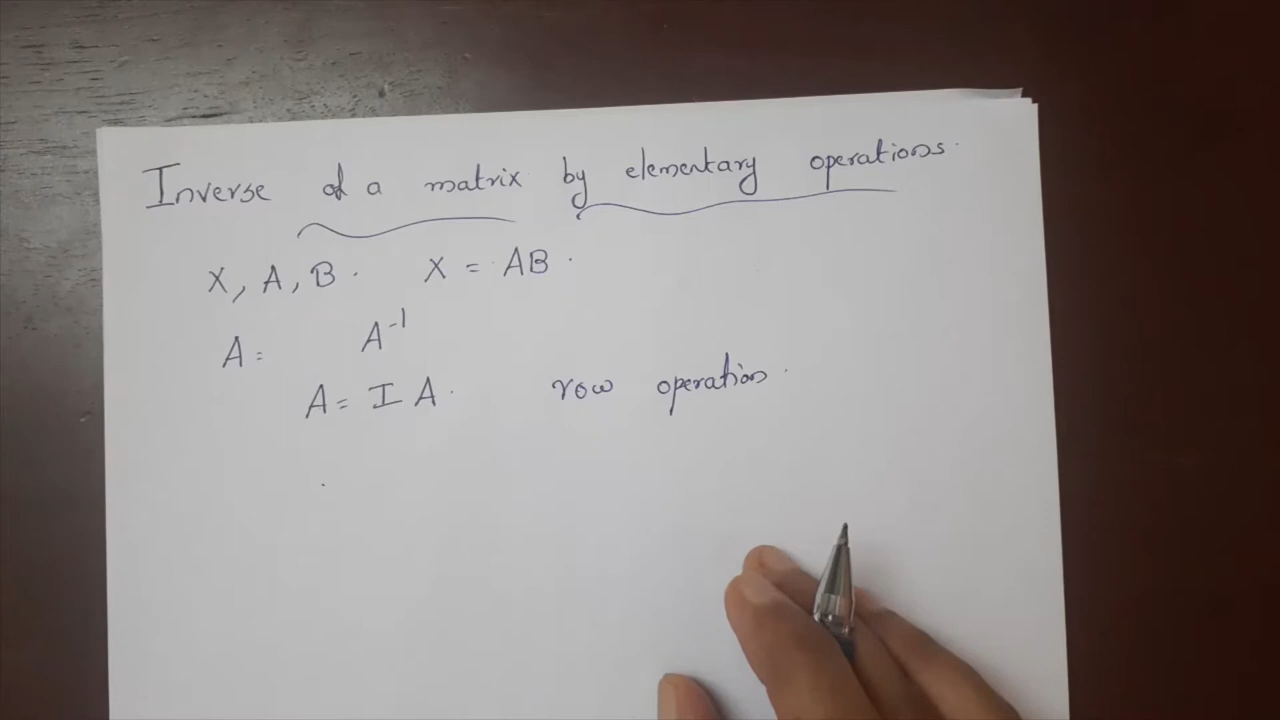 Inverse of a matrix by elementary operations.
X, A, B. X = AB.
A = A⁻¹
A = I A. row operation.